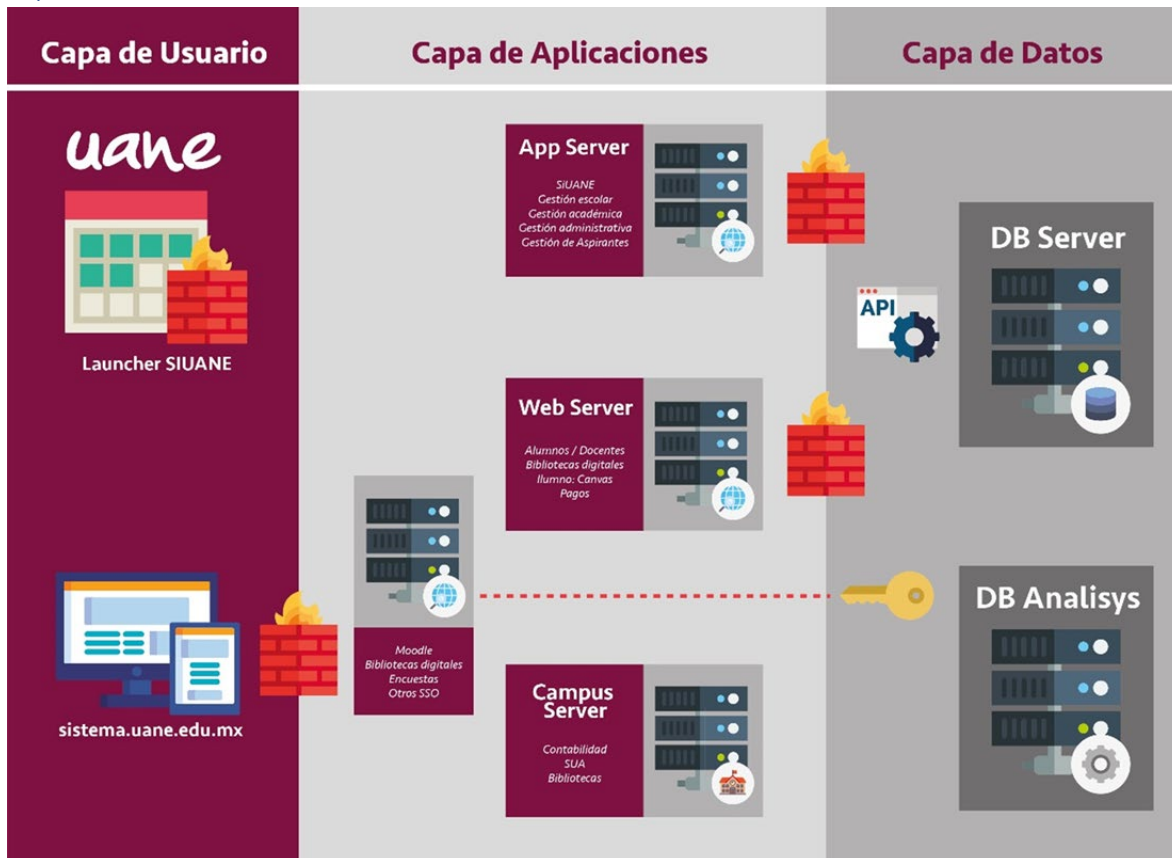 Capa de Usuario
Capa de Aplicaciones
Capa de Datos
uane
Launcher SIUANE
sistema.uane.edu.mx
App Server
SiUANE
Gestión escolar
Gestión académica
Gestión administrativa
Gestión de Aspirantes
Web Server
Alumnos / Docentes
Bibliotecas digitales
Ilumno: Canvas
Pagos
Moodle
Bibliotecas digitales
Encuestas
Otros SSO
Campus
Server
Contabilidad
SUA
Bibliotecas
API
DB Server
DB Analisys